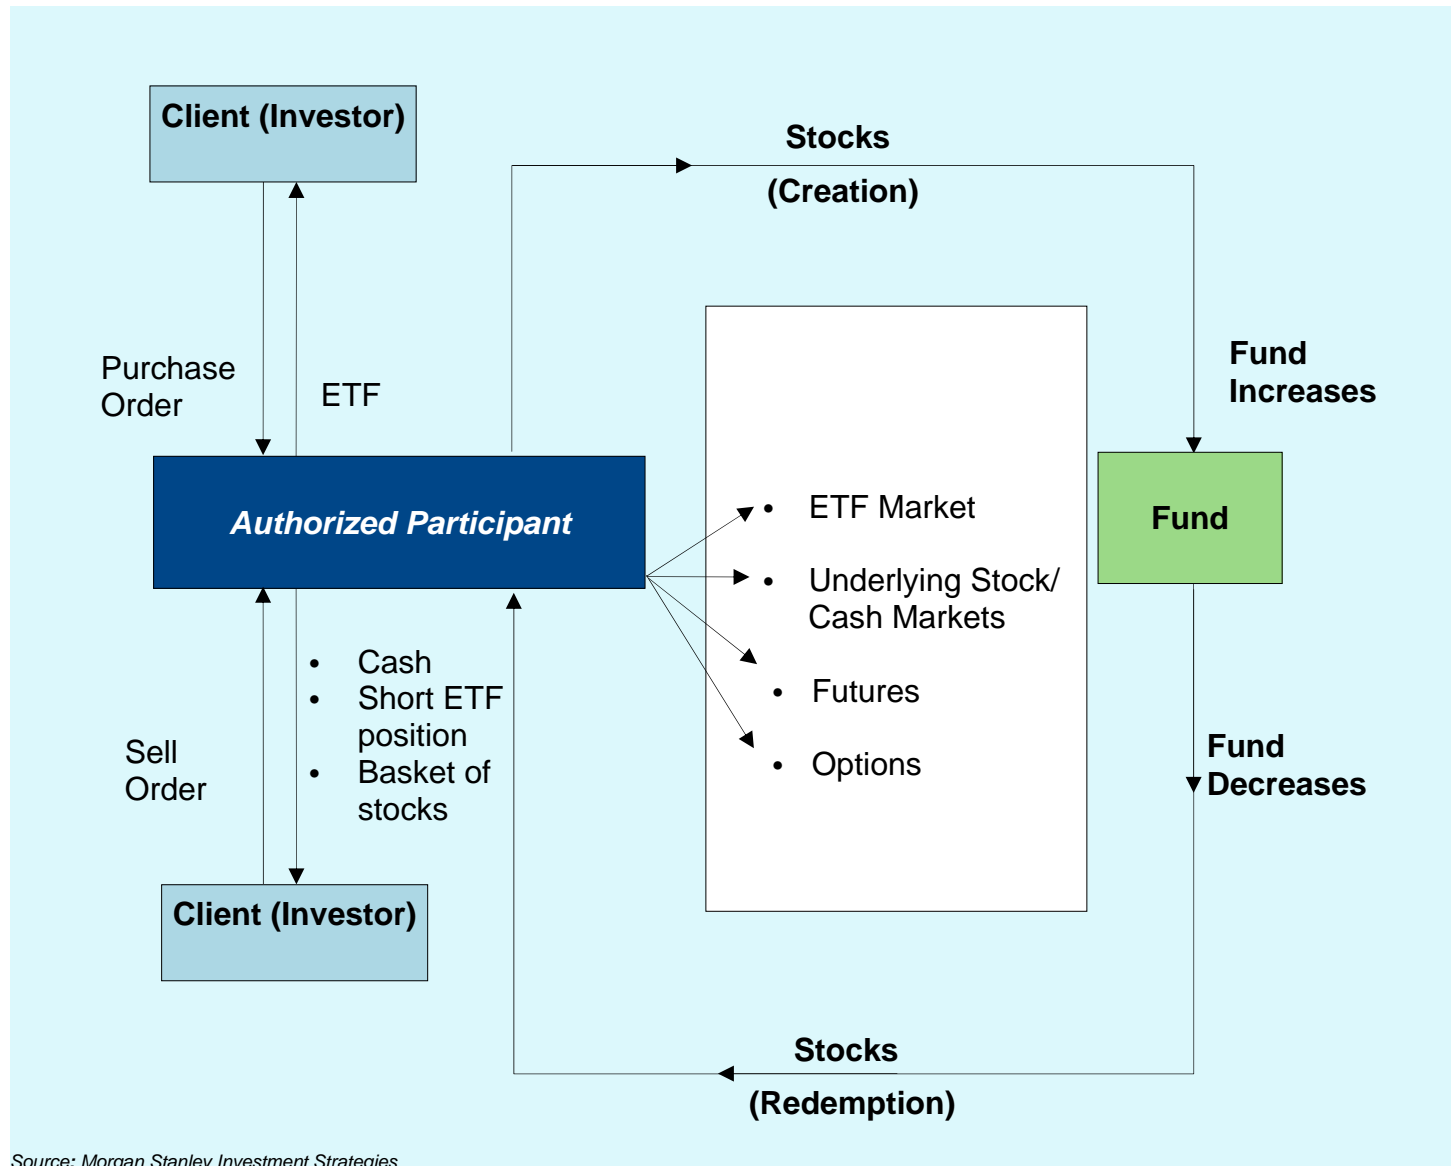 Client (Investor)
Stocks
(Creation)
Purchase
Order
ETF
Fund
Increases
Authorized Participant
• ETF Market
• Underlying Stock/
Cash Markets
• Futures
• Options
Fund
• Cash
• Short ETF
position
• Basket of
stocks
Sell
Order
Fund
Decreases
Client (Investor)
Stocks
(Redemption)
Source: Morgan Stanley Investment Strategies